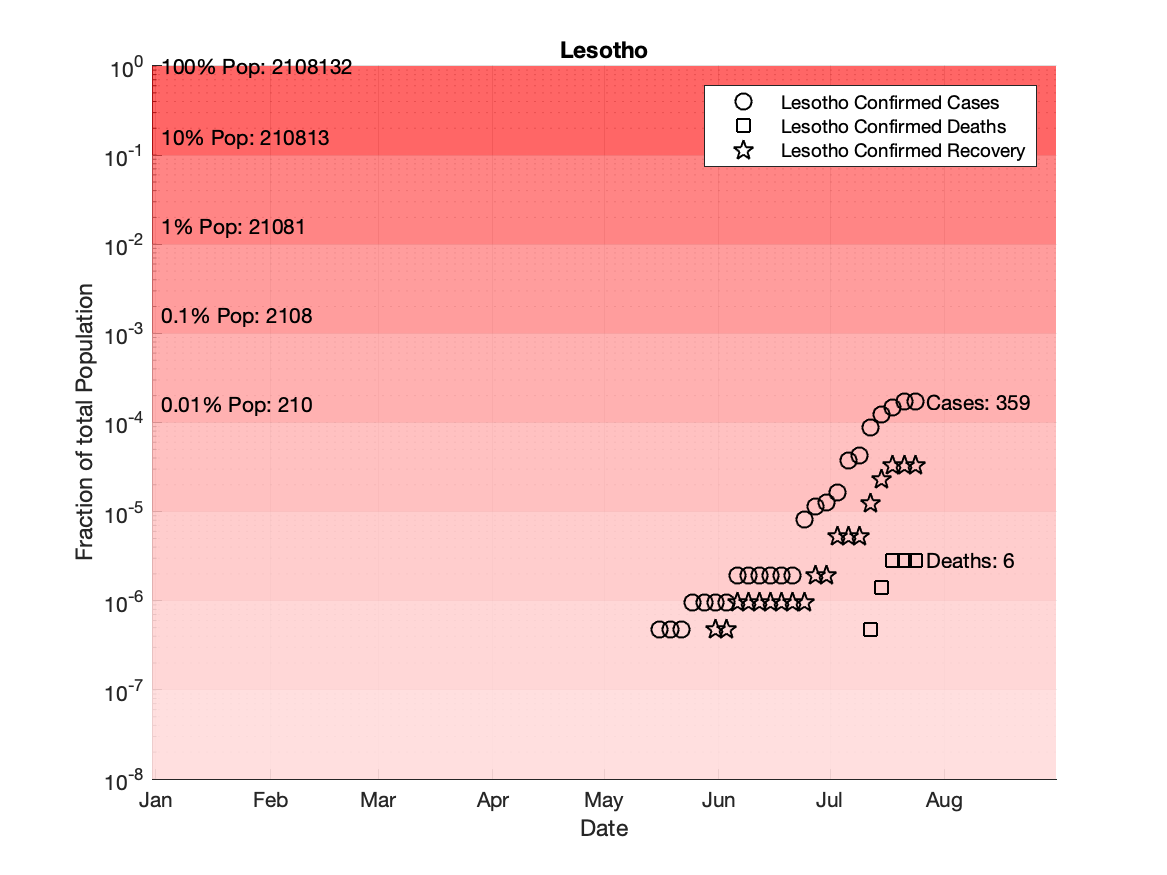 Lesotho
10⁰
100% Pop: 2108132
Lesotho Confirmed Cases
Lesotho Confirmed Deaths
Lesotho Confirmed Recovery
10% Pop: 210813
10⁻¹
1% Pop: 21081
10⁻²
0.1% Pop: 2108
10⁻³
0.01% Pop: 210
Cases: 359
10⁻⁴
10⁻⁵
Deaths: 6
10⁻⁶
10⁻⁷
10⁻⁸
Fraction of total Population
Jan Feb Mar Apr May Jun Jul Aug
Date